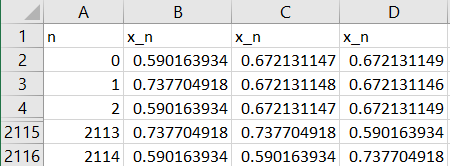 A B C D
1 n x_n x_n x_n
2 0 0.590163934 0.672131147 0.672131149
3 1 0.737704918 0.672131148 0.672131146
4 2 0.590163934 0.672131147 0.672131149
2115 2113 0.737704918 0.737704918 0.590163934
2116 2114 0.590163934 0.590163934 0.737704918